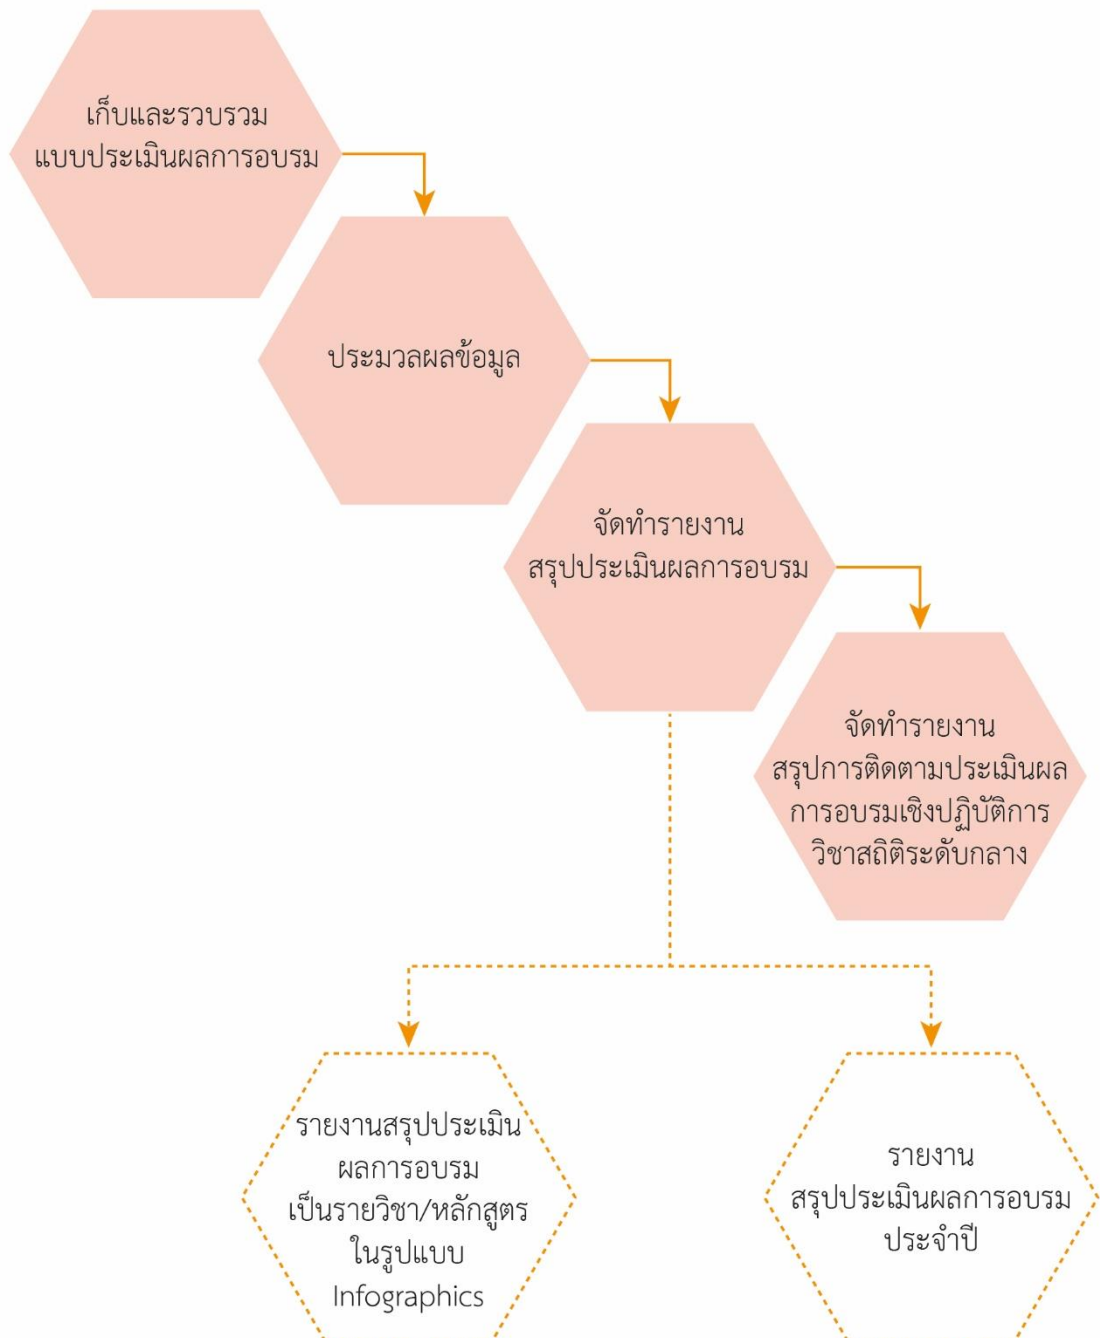 เก็บและรวบรวม
แบบประเมินผลการอบรม
ประมวลผลข้อมูล
จัดทำรายงาน
สรุปประเมินผลการอบรม
จัดทำรายงาน
สรุปการติดตามประเมินผล
การอบรมเชิงปฏิบัติการ
วิชาสถิติระดับกลาง
รายงานสรุปประเมิน
ผลการอบรม
เป็นรายวิชา/หลักสูตร
ในรูปแบบ
Infographics
รายงาน
สรุปประเมินผลการอบรม
ประจำปี